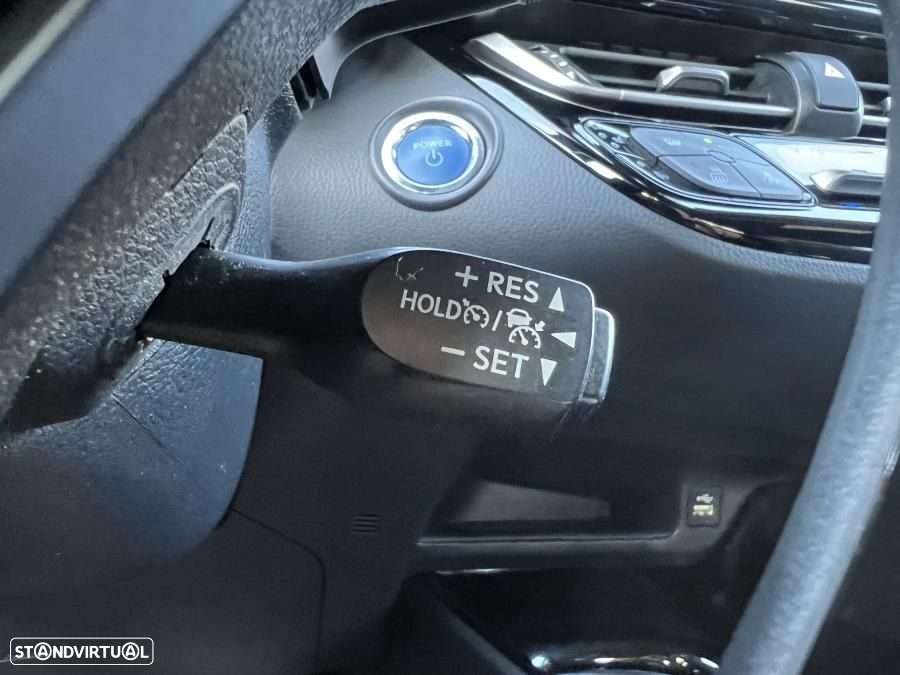 POWER
+ RES ▲
HOLD / ◀
− SET ▼
STANDVIRTUAL